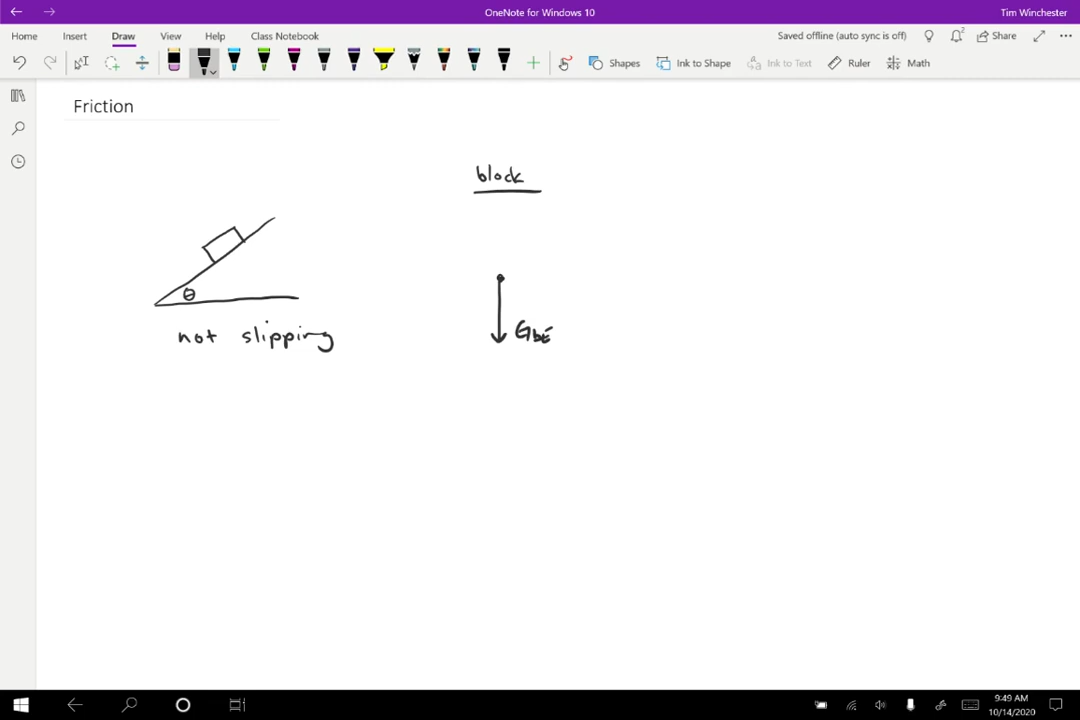 OneNote for Windows 10
Tim Winchester
Home Insert Draw View Help Class Notebook
Saved offline (auto sync is off)
Share
Shapes
Ink to Shape
Ink to Text
Ruler
Math
Friction
block
θ
GbE
not slipping
9:49 AM
10/14/2020